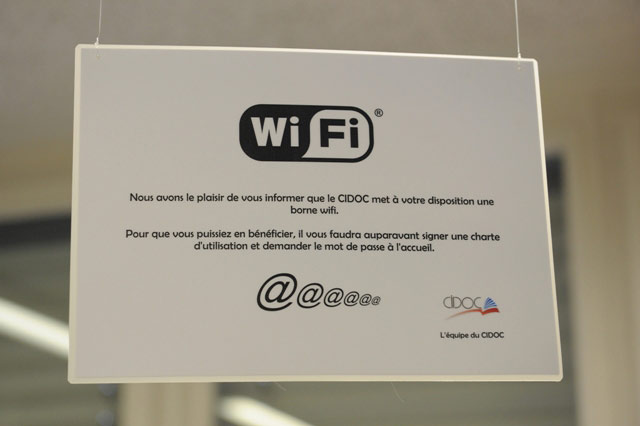 WiFi®
Nous avons le plaisir de vous informer que le CIDOC met à votre disposition une
borne wifi.
Pour que vous puissiez en bénéficier, il vous faudra auparavant signer une charte
d'utilisation et demander le mot de passe à l'accueil.
@@@@@@
CIDOC
L'équipe du CIDOC